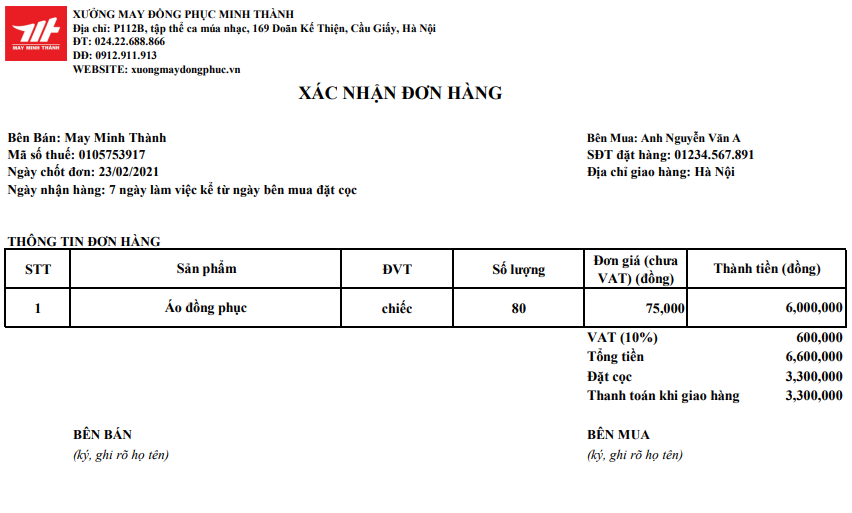 MAY MINH THÀNH
XƯỞNG MAY ĐỒNG PHỤC MINH THÀNH
Địa chỉ: P112B, tập thể ca múa nhạc, 169 Doãn Kế Thiện, Cầu Giấy, Hà Nội
ĐT: 024.22.688.866
DĐ: 0912.911.913
WEBSITE: xuongmaydongphuc.vn
XÁC NHẬN ĐƠN HÀNG
Bên Bán: May Minh Thành
Mã số thuế: 0105753917
Ngày chốt đơn: 23/02/2021
Ngày nhận hàng: 7 ngày làm việc kể từ ngày bên mua đặt cọc
Bên Mua: Anh Nguyễn Văn A
SĐT đặt hàng: 01234.567.891
Địa chỉ giao hàng: Hà Nội
THÔNG TIN ĐƠN HÀNG
STT Sản phẩm ĐVT Số lượng Đơn giá (chưa VAT) (đồng) Thành tiền (đồng)
1 Áo đồng phục chiếc 80 75,000 6,000,000
VAT (10%) 600,000
Tổng tiền 6,600,000
Đặt cọc 3,300,000
Thanh toán khi giao hàng 3,300,000
BÊN BÁN BÊN MUA
(ký, ghi rõ họ tên) (ký, ghi rõ họ tên)